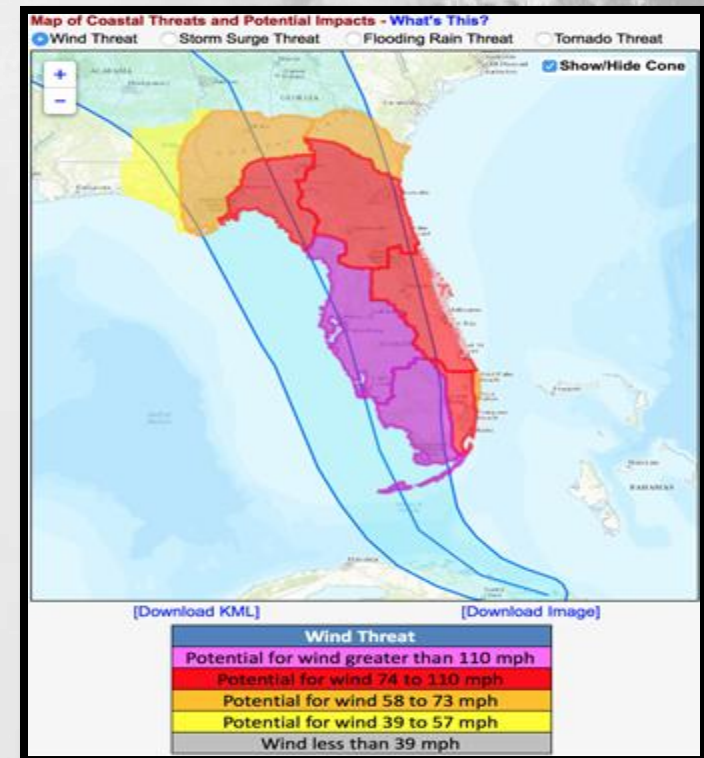 Map of Coastal Threats and Potential Impacts - What's This?
Wind Threat Storm Surge Threat Flooding Rain Threat Tornado Threat
+
Show/Hide Cone
−
ALABAMA
GEORGIA
BAHAMAS
[Download KML] [Download Image]
Wind Threat
Potential for wind greater than 110 mph
Potential for wind 74 to 110 mph
Potential for wind 58 to 73 mph
Potential for wind 39 to 57 mph
Wind less than 39 mph